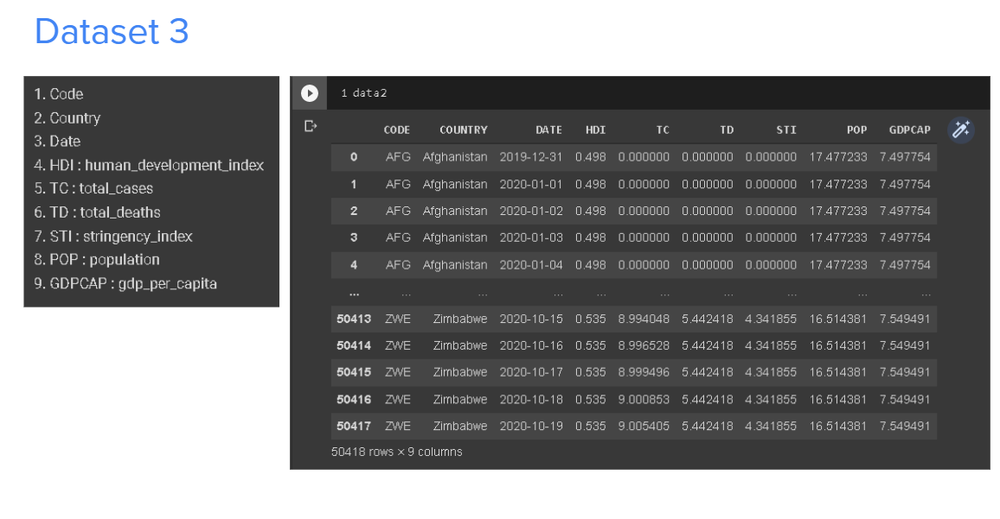 Dataset 3
1. Code
2. Country
3. Date
4. HDI : human_development_index
5. TC : total_cases
6. TD : total_deaths
7. STI : stringency_index
8. POP : population
9. GDPCAP : gdp_per_capita
1 data2
CODE COUNTRY DATE HDI TC TD STI POP GDPCAP
0 AFG Afghanistan 2019-12-31 0.498 0.000000 0.000000 0.000000 17.477233 7.497754
1 AFG Afghanistan 2020-01-01 0.498 0.000000 0.000000 0.000000 17.477233 7.497754
2 AFG Afghanistan 2020-01-02 0.498 0.000000 0.000000 0.000000 17.477233 7.497754
3 AFG Afghanistan 2020-01-03 0.498 0.000000 0.000000 0.000000 17.477233 7.497754
4 AFG Afghanistan 2020-01-04 0.498 0.000000 0.000000 0.000000 17.477233 7.497754
... ... ... ... ... ... ... ... ... ...
50413 ZWE Zimbabwe 2020-10-15 0.535 8.994048 5.442418 4.341855 16.514381 7.549491
50414 ZWE Zimbabwe 2020-10-16 0.535 8.996528 5.442418 4.341855 16.514381 7.549491
50415 ZWE Zimbabwe 2020-10-17 0.535 8.999496 5.442418 4.341855 16.514381 7.549491
50416 ZWE Zimbabwe 2020-10-18 0.535 9.000853 5.442418 4.341855 16.514381 7.549491
50417 ZWE Zimbabwe 2020-10-19 0.535 9.005405 5.442418 4.341855 16.514381 7.549491
50418 rows × 9 columns